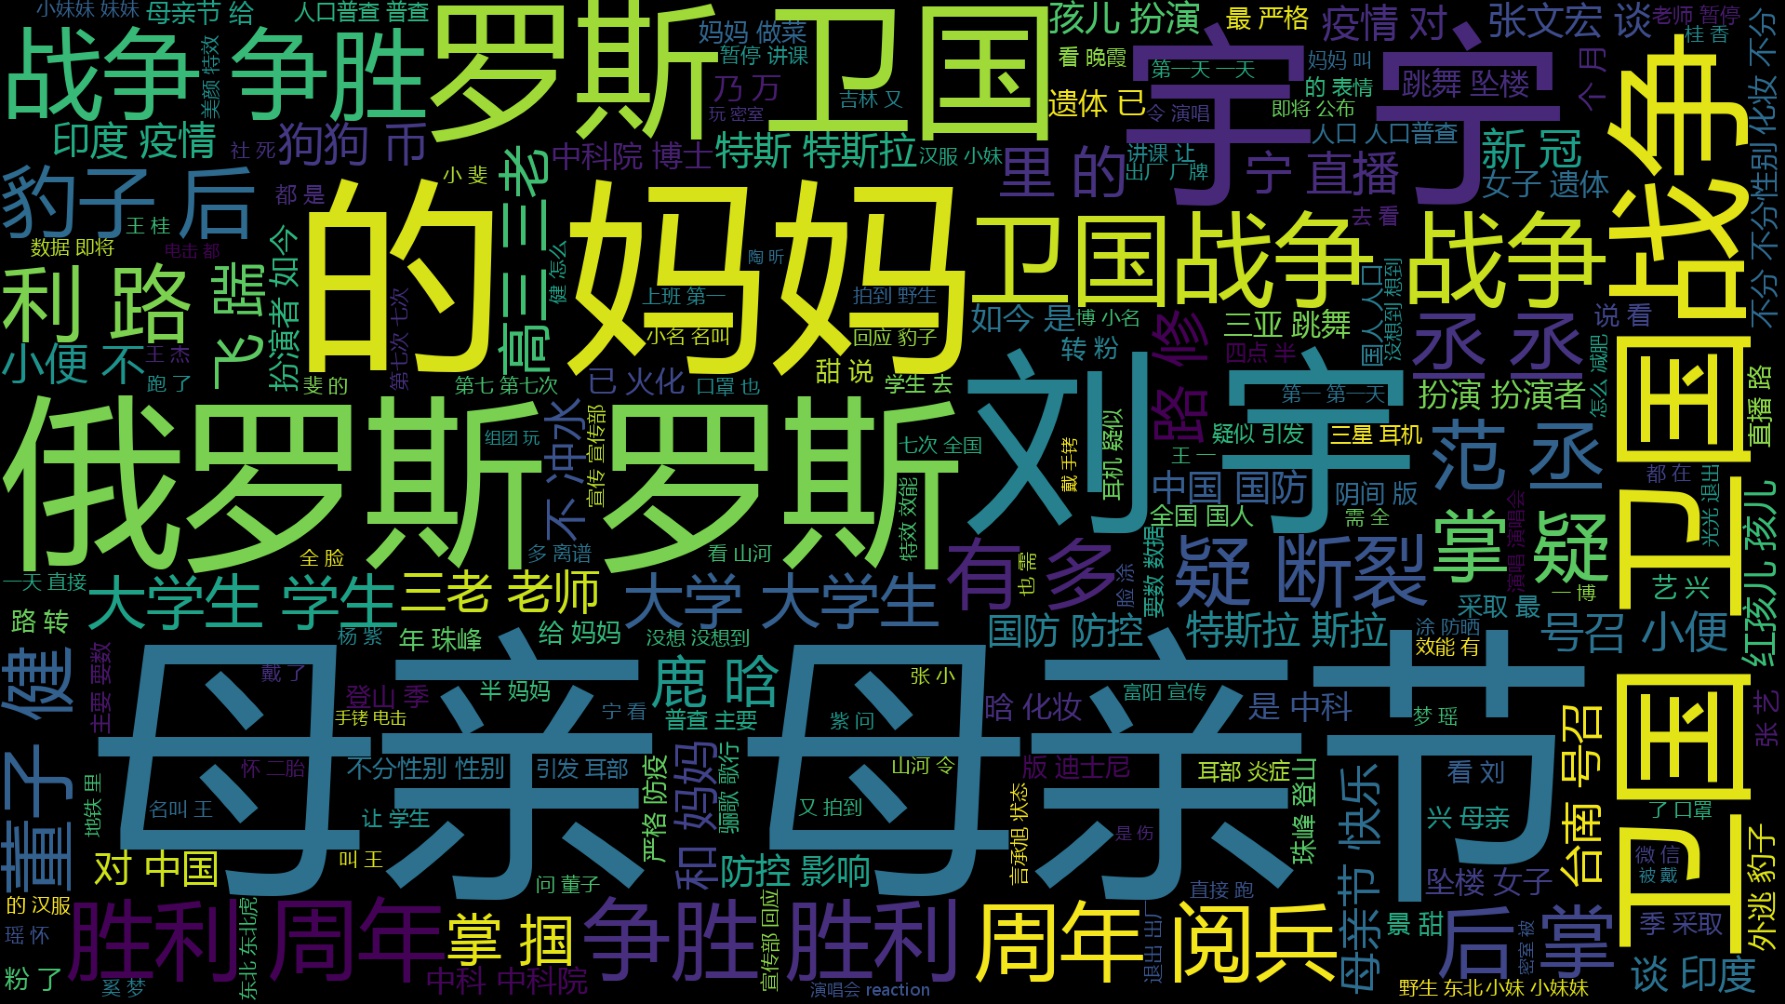 小妹妹 妹妹
母亲节 给
人口普查 普查
罗斯 卫国
孩儿 扮演
最 严格
疫情 对
张文宏 谈
老师 暂停
桂 香
战争 争胜
美颜 特效
妈妈 做菜
暂停 讲课
看 晚霞
宇 宁
第一天 一天
妈妈 叫
的 表情
跳舞 坠楼
个 月
不分 化妆
乃 万
玩 密室
吉林 又
遗体 已
令 演唱
即将 公布
印度 疫情
社 死
狗狗 币
中科院 博士
特斯 特斯拉
汉服 小妹
里 的
讲课 让
出厂 厂牌
宁 直播
人口 人口普查
新 冠
女子 遗体
卫国 战争
不分 不分性别
豹子 后
都 是
小 斐
高三 三老
的 妈妈
去 看
卫国战争 战争
王 桂
数据 即将
电击 都
陶 昕
健 怎么
利 路
飞 踹
扮演者 如今
第七次 七次
上班 第一
拍到 野生
小名 名叫
回应 豹子
如今 是
博 小名
路 修
三亚 跳舞
国人 人口
没想到 想到
丞 丞
说 看
小便 不
王 杰
跑 了
斐 的
第七 第七次
已 火化
口罩 也
甜 说
学生 去
转 粉
四点 半
第一 第一天
扮演 扮演者
怎么 减肥
直播 路
俄罗斯 罗斯
不 冲水
宣传 宣传部
组团 玩
七次 全国
刘 宇
戴 手铐
耳机 疑似
疑似 引发
三星 耳机
王 一
范 丞
中国 国防
阴间 版
都 在
光光 退出
特效 效能
全 脸
多 离谱
看 山河
有 多
也 需
脸 涂
全国 国人
需 全
要数 数据
疑 断裂
掌 疑
演唱 演唱会
红孩儿 孩儿
一天 直接
大学生 学生
三老 老师
大学 大学生
一 博
采取 最
艺 兴
路 转
杨 紫
年 珠峰
给 妈妈
没想 没想到
国防 防控
特斯拉 斯拉
涂 防晒
效能 有
号召 小便
董子 健
主要 要数
戴 了
登山 季
半 妈妈
鹿 晗
张 小
晗 化妆
是 中科
梦 瑶
张 艺
母亲 母亲节
手铐 电击
宁 看
普查 主要
紫 问
富阳 宣传
台南 号召
卫国 卫国战争
怀 二胎
不分性别 性别
引发 耳部
和 妈妈
骊歌 歌行
山河 令
版 迪士尼
耳部 炎症
珠峰 登山
看 刘
地铁 里
名叫 王
让 学生
严格 防疫
又 拍到
言承旭 状态
是 伤
母亲节 快乐
兴 母亲
了 口罩
对 中国
叫 王
问 董子
防控 影响
直接 跑
坠楼 女子
微 信
被 戴
外逃 豹子
的 汉服
瑶 怀
东北 东北虎
胜利 周年
掌 掴
争胜 胜利
宣传部 回应
周年 阅兵
退出 出厂
景 甜
后 掌
密室 被
季 采取
粉 了
奚 梦
中科 中科院
演唱会 reaction
野生 东北
小妹 小妹妹
谈 印度